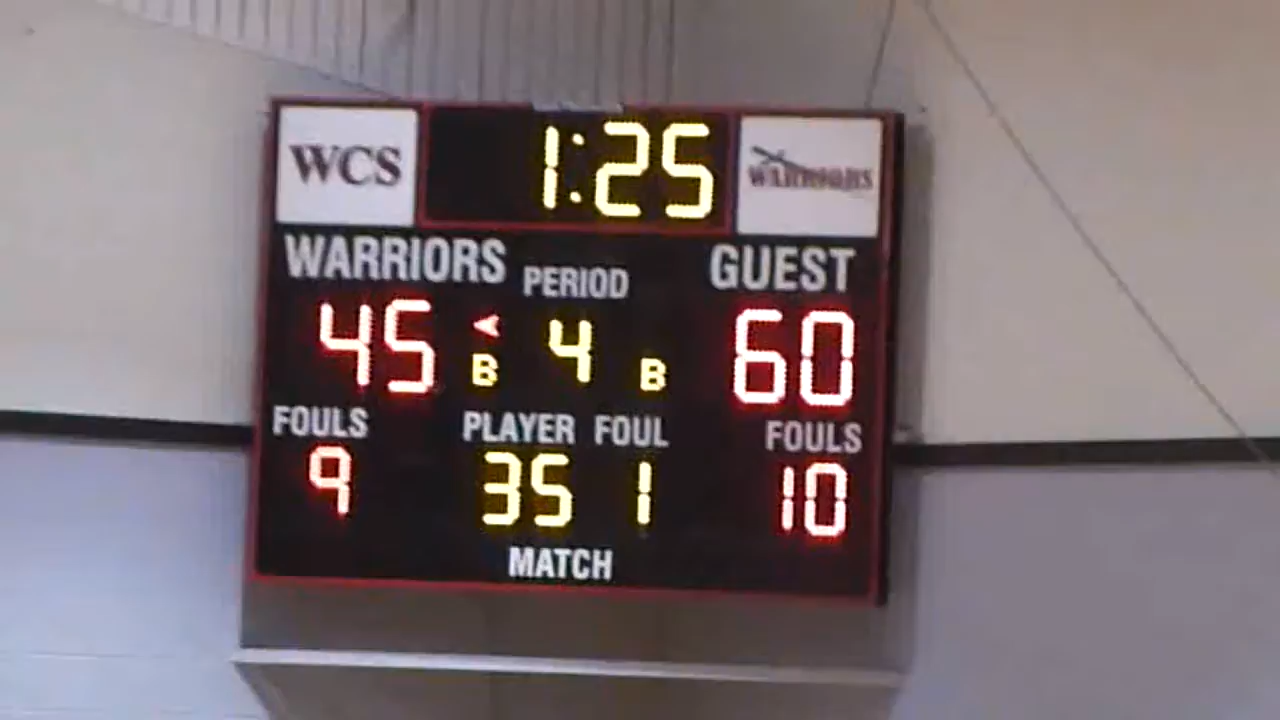 WCS
1:25
WARRIORS
WARRIORS PERIOD GUEST
45 B 4 B 60
FOULS PLAYER FOUL FOULS
9 35 1 10
MATCH